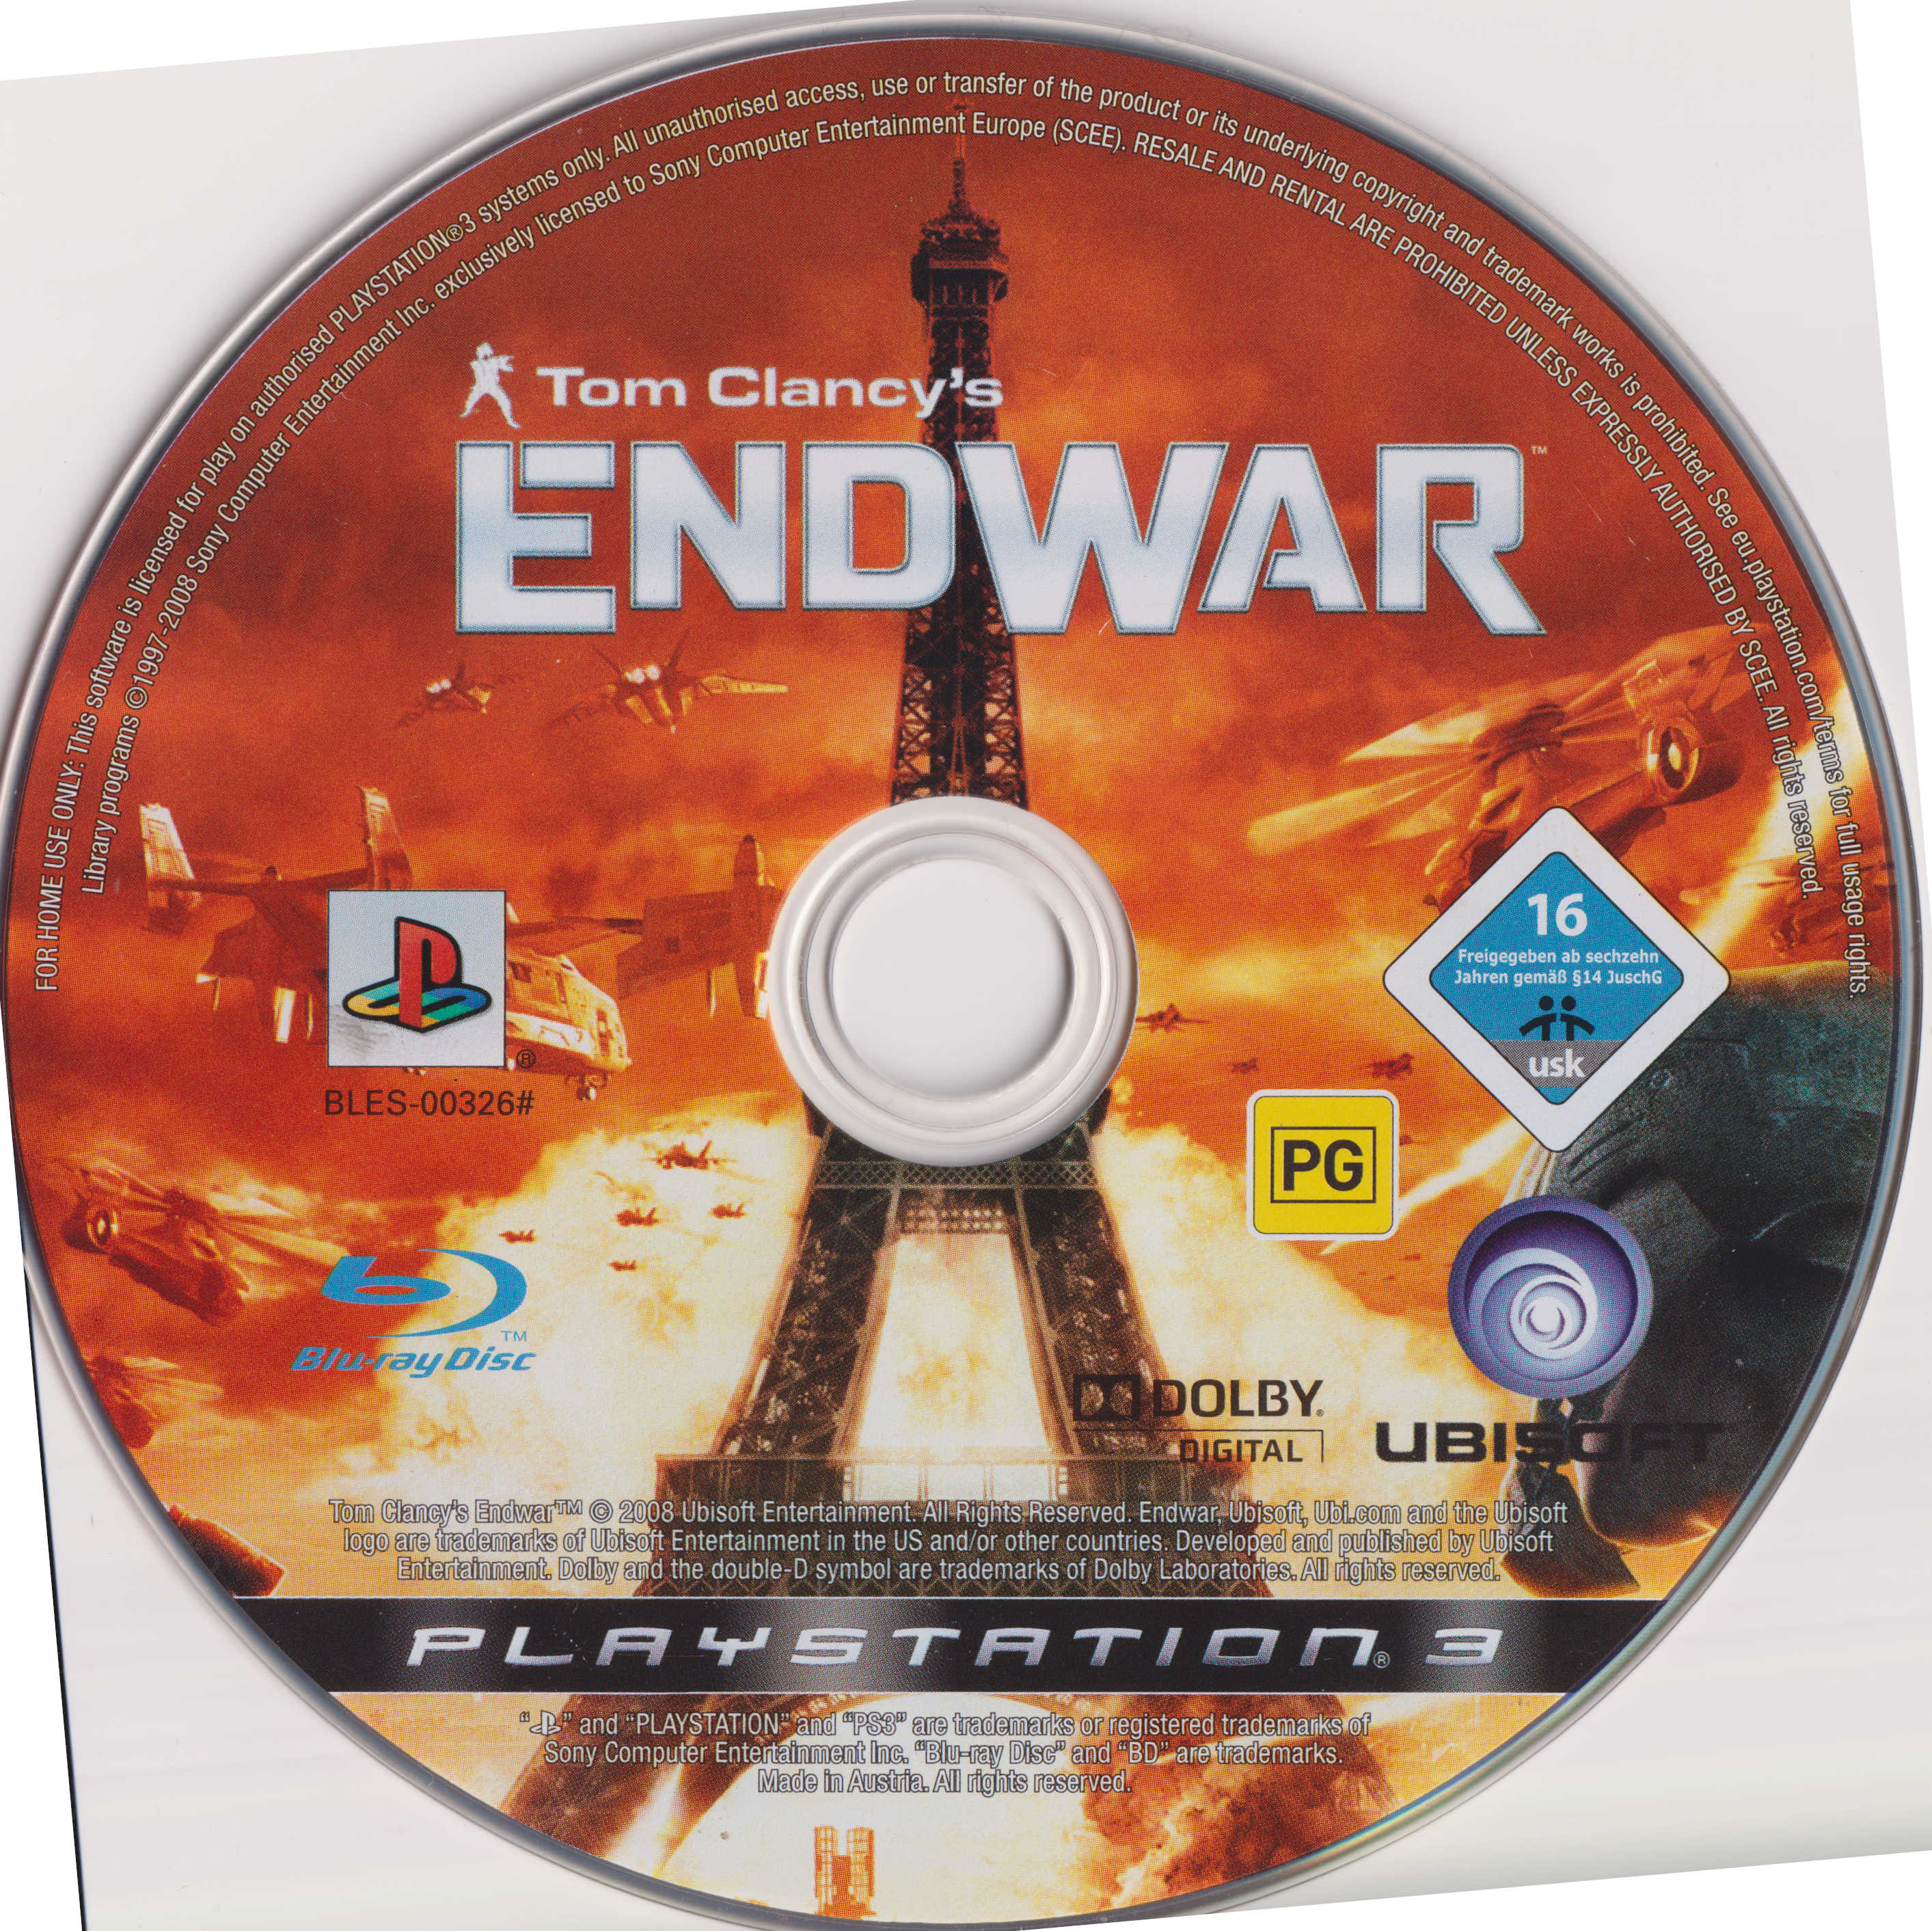 FOR HOME USE ONLY: This software is licensed for play on authorised PLAYSTATION®3 systems only. All unauthorised access, use or transfer of the product or its underlying copyright and trademark works is prohibited. See eu.playstation.com/terms for full usage rights.
Library programs ©1997-2008 Sony Computer Entertainment Inc. exclusively licensed to Sony Computer Entertainment Europe (SCEE). RESALE AND RENTAL ARE PROHIBITED UNLESS EXPRESSLY AUTHORISED BY SCEE. All rights reserved.
Tom Clancy's
ENDWAR™
®
BLES-00326#
16
Freigegeben ab sechzehn
Jahren gemäß §14 JuschG
usk
PG
Blu-ray Disc™
DOLBY®
DIGITAL
UBISOFT
Tom Clancy's Endwar™ © 2008 Ubisoft Entertainment. All Rights Reserved. Endwar, Ubisoft, Ubi.com and the Ubisoft
logo are trademarks of Ubisoft Entertainment in the US and/or other countries. Developed and published by Ubisoft
Entertainment. Dolby and the double-D symbol are trademarks of Dolby Laboratories. All rights reserved.
PLAYSTATION®3
“PS” and “PLAYSTATION” and “PS3” are trademarks or registered trademarks of
Sony Computer Entertainment Inc. “Blu-ray Disc” and “BD” are trademarks.
Made in Austria. All rights reserved.